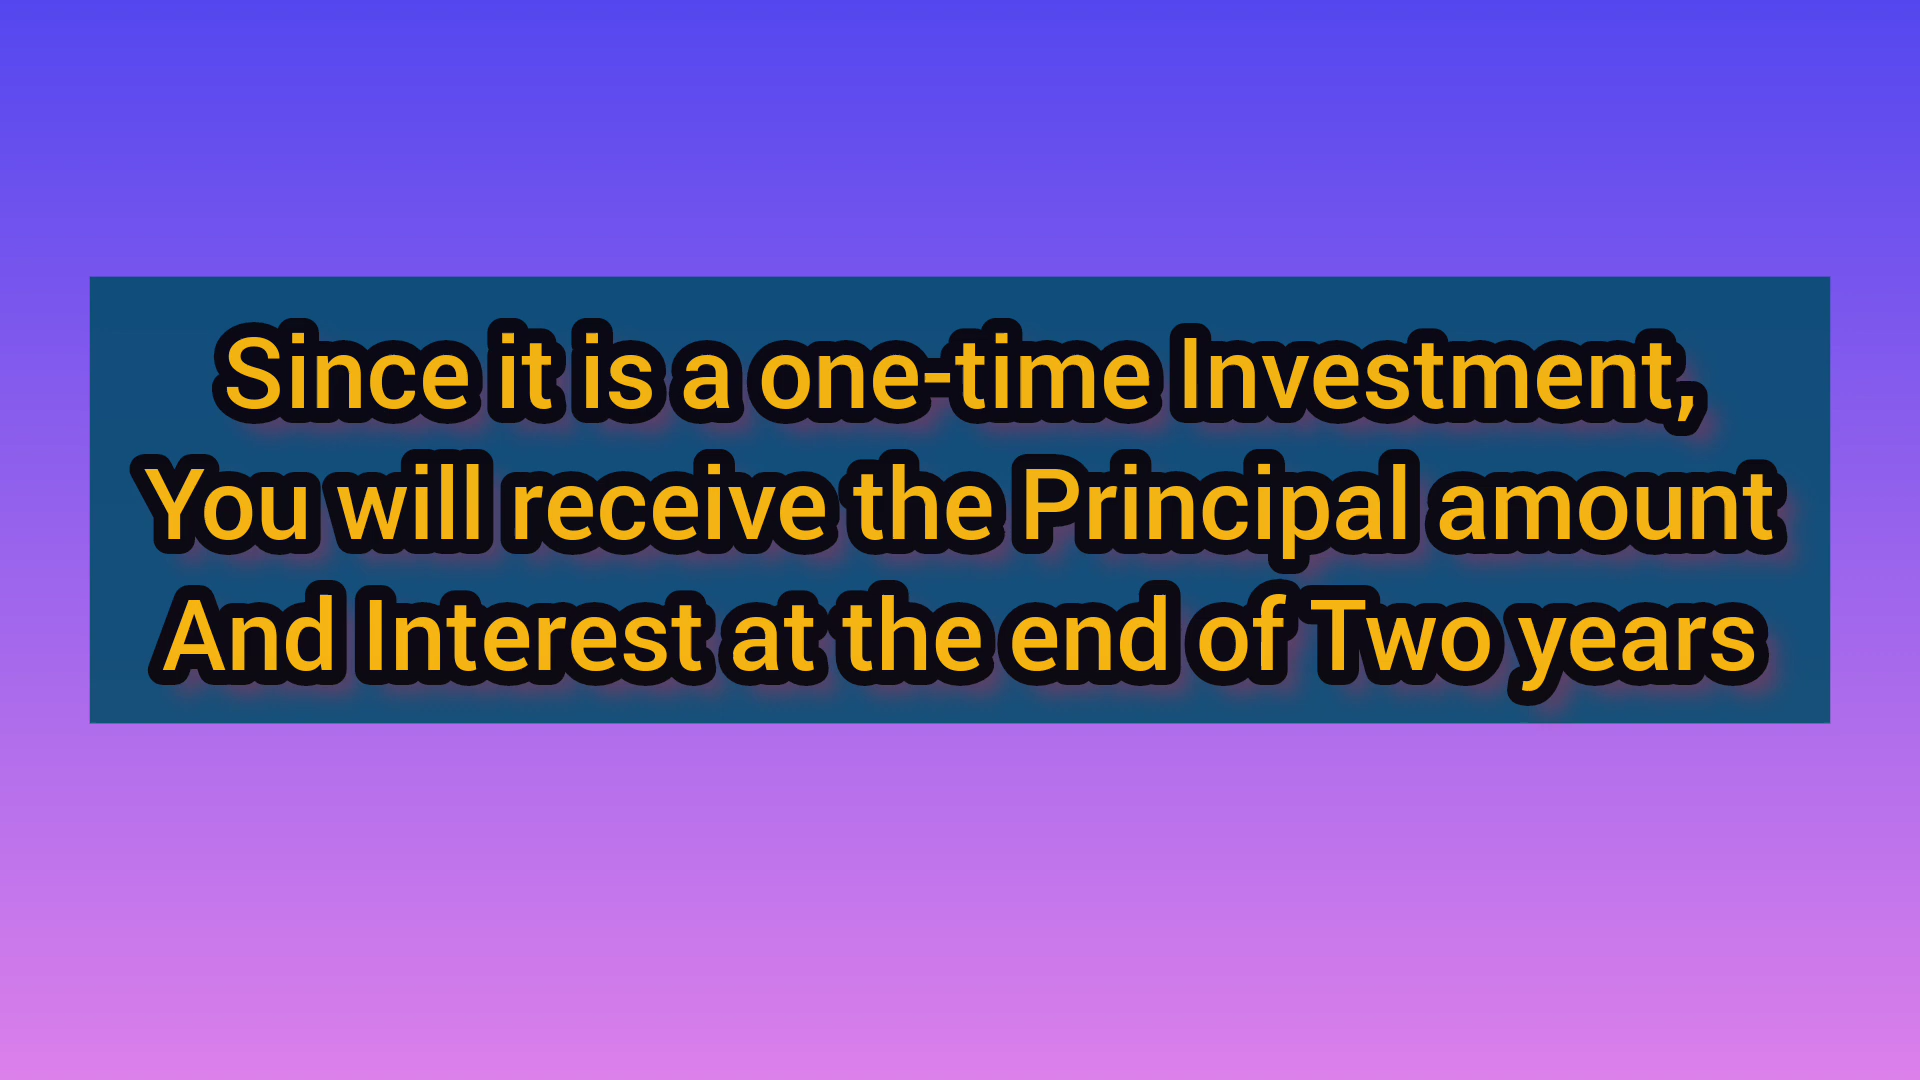 Since it is a one-time Investment,
You will receive the Principal amount
And Interest at the end of Two years